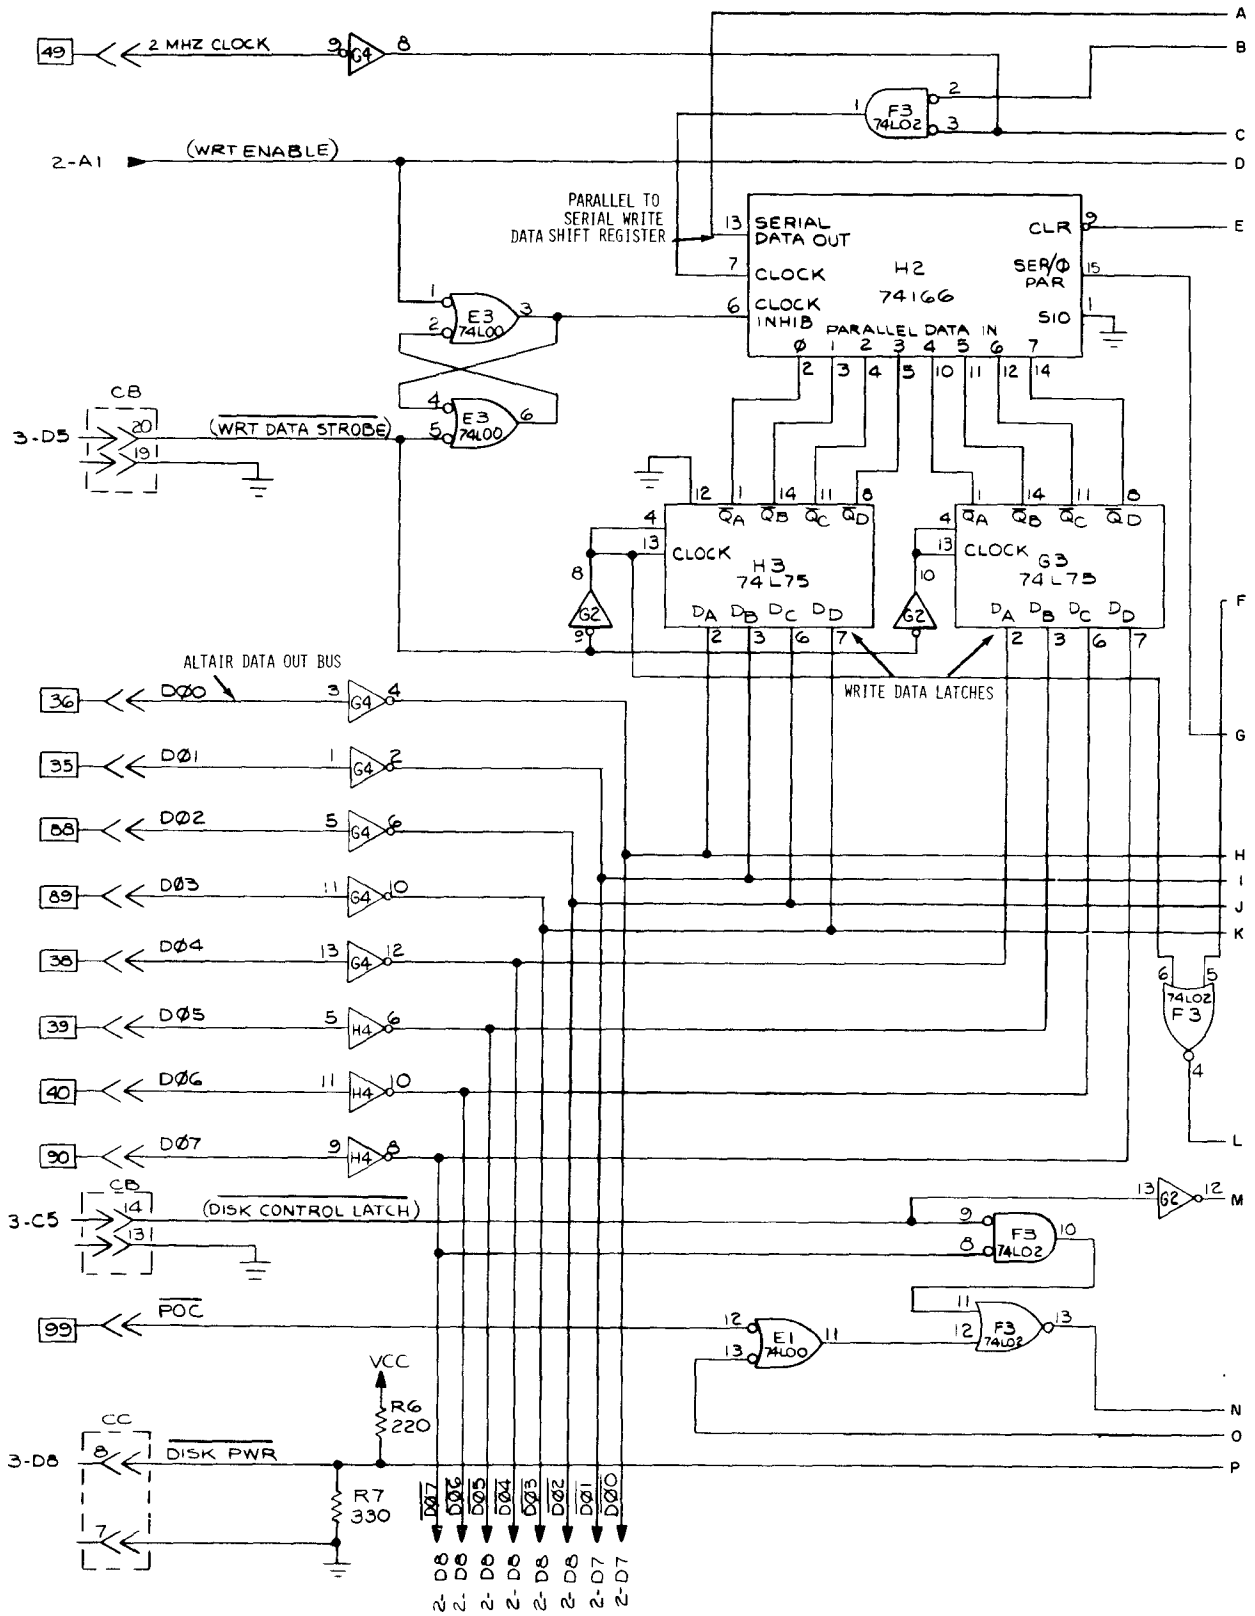 A
49 2 MHZ CLOCK 9 G4 8
B
1 F3 74L02 2
3
C
2-A1 (WRT ENABLE) D
PARALLEL TO
SERIAL WRITE
DATA SHIFT REGISTER
13 SERIAL DATA OUT
CLR 9 E
7 CLOCK
H2
74166
SER/Ø PAR 15
6 CLOCK INHIB
SIO 1
PARALLEL DATA IN
Ø 1 2 3 4 5 6 7
2 3 4 5 10 11 12 14
1
2 E3 74L00 3
4
5 E3 74L00 6
CB
3-D5 20 (WRT DATA STROBE)
19
12 1 14 11 8
Q̅A Q̅B Q̅C Q̅D
4
13 CLOCK
H3
74L75
DA DB DC DD
2 3 6 7
8
G2
9
1 14 11 8
Q̅A Q̅B Q̅C Q̅D
4
13 CLOCK
G3
74L75
DA DB DC DD
2 3 6 7
10
G2
F
WRITE DATA LATCHES
ALTAIR DATA OUT BUS
36 DØ0 3 G4 4
G
35 DØ1 1 G4 2
88 DØ2 5 G4 6
H
89 DØ3 11 G4 10
I
J
K
38 DØ4 13 G4 12
6 5
74L02
F3
4
39 DØ5 5 H4 6
40 DØ6 11 H4 10
L
90 DØ7 9 H4 8
CB
3-C5 14 (DISK CONTROL LATCH)
13
13 G2 12 M
9
8 F3 74L02 10
99 POC
12
13 E1 74L00 11
11
12 F3 74L02 13
N
O
VCC
R6
220
CC
3-D8 8 DISK PWR P
R7
330
7
DØ7 DØ6 DØ5 DØ4 DØ3 DØ2 DØ1 DØ0
2-D8 2-D8 2-D8 2-D8 2-D8 2-D8 2-D7 2-D7